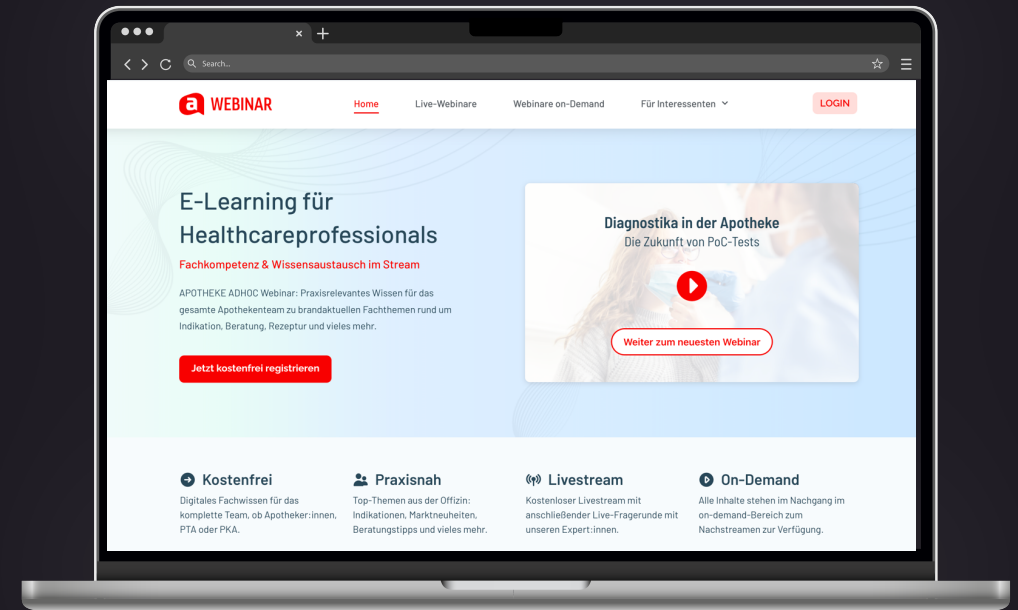 Search...
a WEBINAR
Home
Live-Webinare
Webinare on-Demand
Für Interessenten
LOGIN
E-Learning für
Healthcareprofessionals
Fachkompetenz & Wissensaustausch im Stream
APOTHEKE ADHOC Webinar: Praxisrelevantes Wissen für das
gesamte Apothekenteam zu brandaktuellen Fachthemen rund um
Indikation, Beratung, Rezeptur und vieles mehr.
Jetzt kostenfrei registrieren
Diagnostika in der Apotheke
Die Zukunft von PoC-Tests
Weiter zum neuesten Webinar
Kostenfrei
Digitales Fachwissen für das
komplette Team, ob Apotheker:innen,
PTA oder PKA.
Praxisnah
Top-Themen aus der Offizin:
Indikationen, Marktneuheiten,
Beratungstipps und vieles mehr.
Livestream
Kostenloser Livestream mit
anschließender Live-Fragerunde mit
unseren Expert:innen.
On-Demand
Alle Inhalte stehen im Nachgang im
on-demand-Bereich zum
Nachstreamen zur Verfügung.